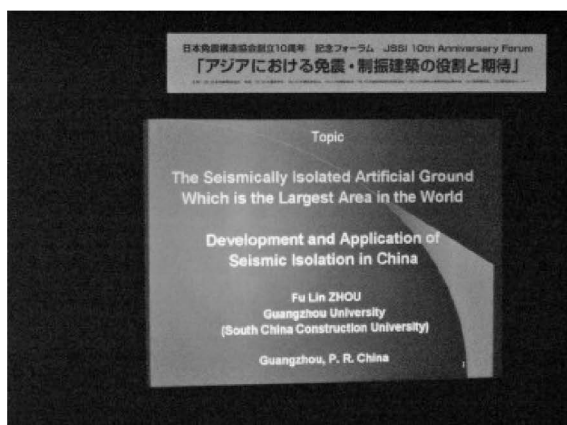 日本免震構造協会創立10周年　記念フォーラム　JSSI 10th Anniversary Forum
「アジアにおける免震・制振建築の役割と期待」
Topic
The Seismically Isolated Artificial Ground
Which is the Largest Area in the World
Development and Application of
Seismic Isolation in China
Fu Lin ZHOU
Guangzhou University
(South China Construction University)
Guangzhou, P. R. China
1